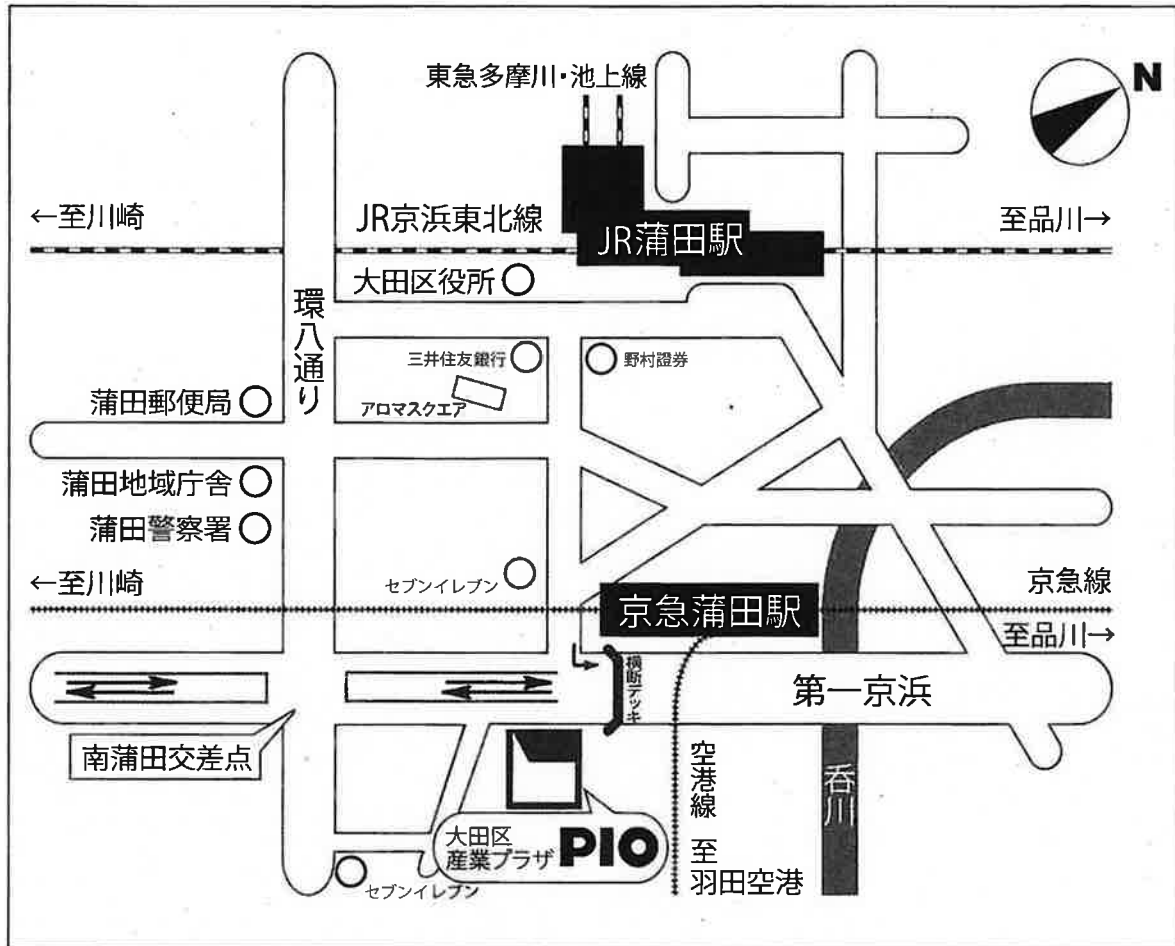 東急多摩川・池上線
N
←至川崎
JR京浜東北線
JR蒲田駅
至品川→
大田区役所
環八通り
三井住友銀行
野村證券
アロマスクエア
蒲田郵便局
蒲田地域庁舎
蒲田警察署
セブンイレブン
←至川崎
京急蒲田駅
京急線
至品川→
横断デッキ
第一京浜
南蒲田交差点
空港線 至
羽田空港
呑川
大田区
産業プラザ PIO
セブンイレブン